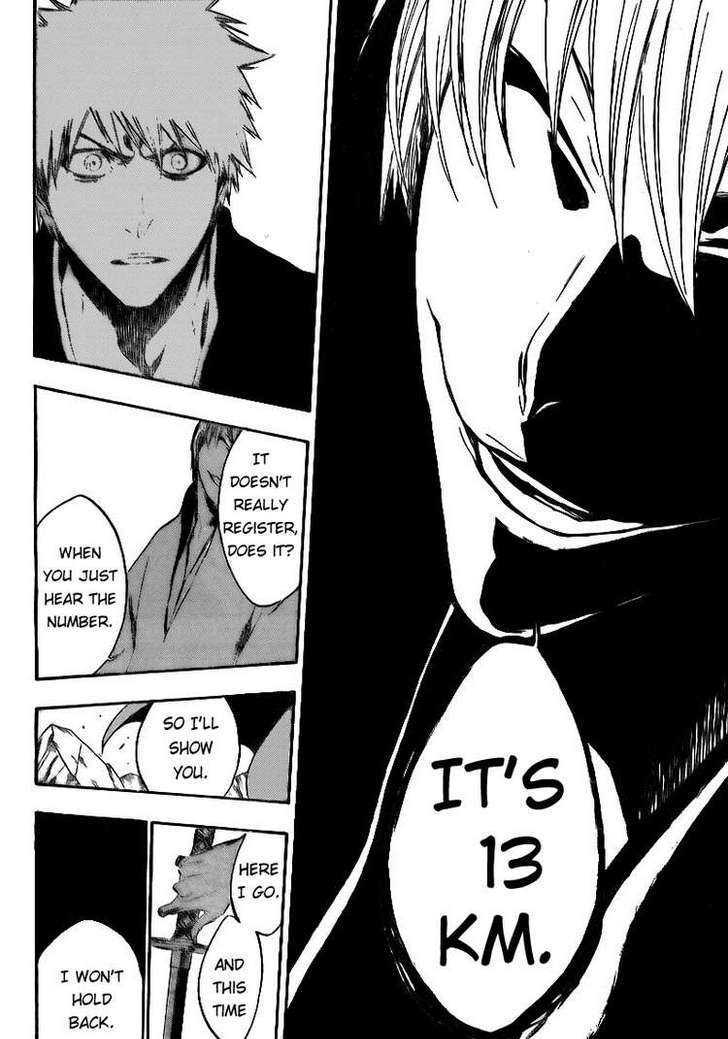 IT'S
13
KM.
IT
DOESN'T
REALLY
REGISTER,
DOES IT?
WHEN
YOU JUST
HEAR THE
NUMBER.
SO I'LL
SHOW
YOU.
HERE
I GO.
AND
THIS
TIME
I WON'T
HOLD
BACK.